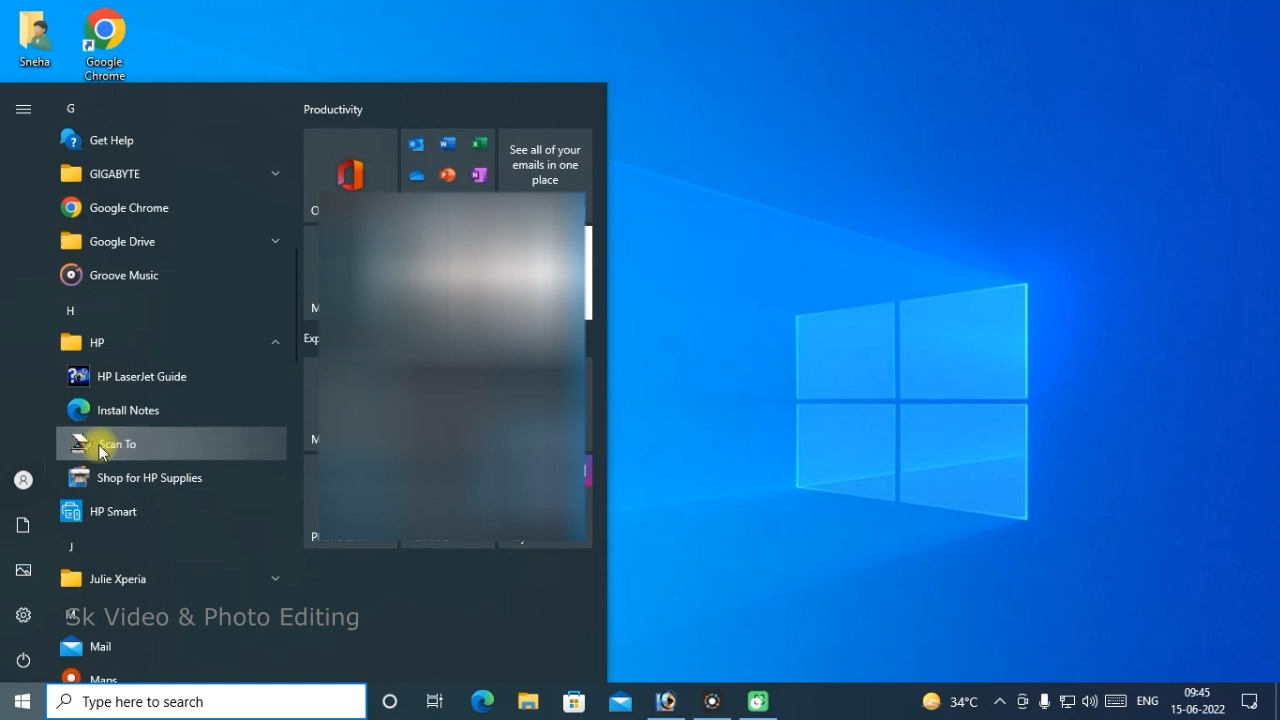 Sneha
Google
Chrome
G
Get Help
GIGABYTE
Google Chrome
Google Drive
Groove Music
H
HP
HP LaserJet Guide
Install Notes
Scan To
Shop for HP Supplies
HP Smart
J
Julie Xperia
M
Sk Video & Photo Editing
Mail
Maps
Productivity
See all of your
emails in one
place
O
M
Exp
M
Type here to search
34°C
ENG
09:45
15-06-2022